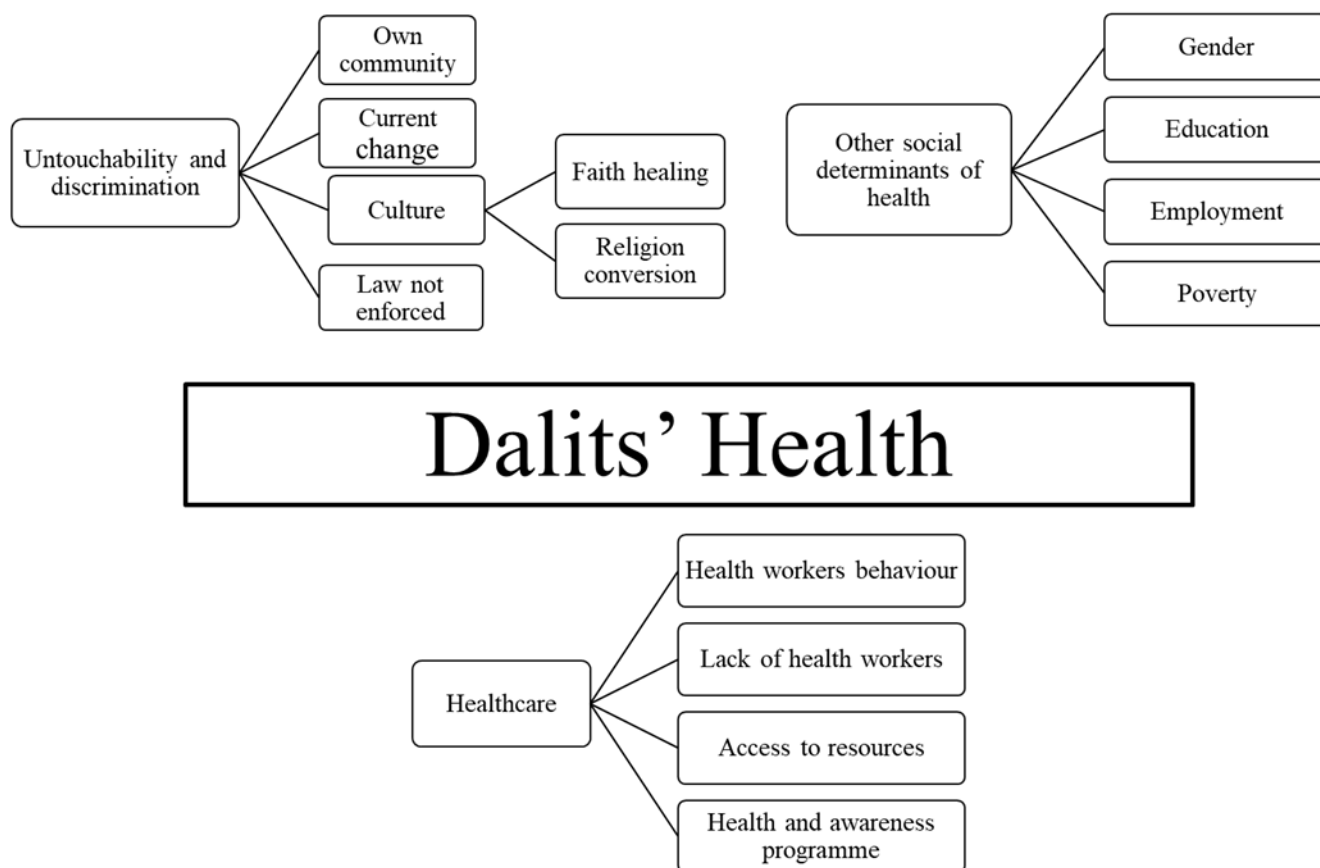 Untouchability and
discrimination
Own
community
Current
change
Culture
Law not
enforced
Faith healing
Religion
conversion
Other social
determinants of
health
Gender
Education
Employment
Poverty
Dalits’ Health
Healthcare
Health workers behaviour
Lack of health workers
Access to resources
Health and awareness
programme